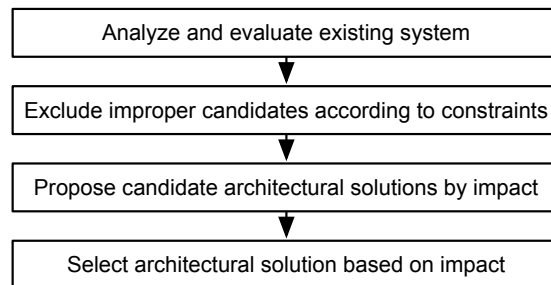 Analyze and evaluate existing system
Exclude improper candidates according to constraints
Propose candidate architectural solutions by impact
Select architectural solution based on impact